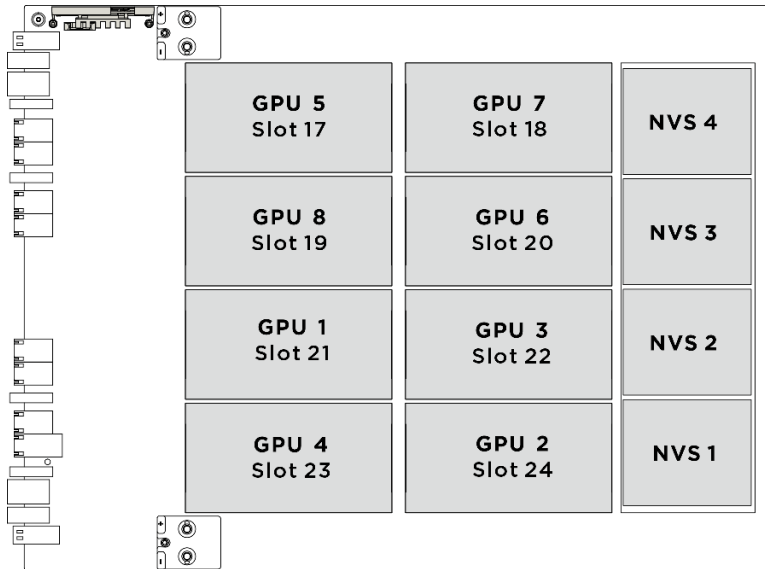 GPU 5
Slot 17
GPU 7
Slot 18
NVS 4
GPU 8
Slot 19
GPU 6
Slot 20
NVS 3
GPU 1
Slot 21
GPU 3
Slot 22
NVS 2
GPU 4
Slot 23
GPU 2
Slot 24
NVS 1